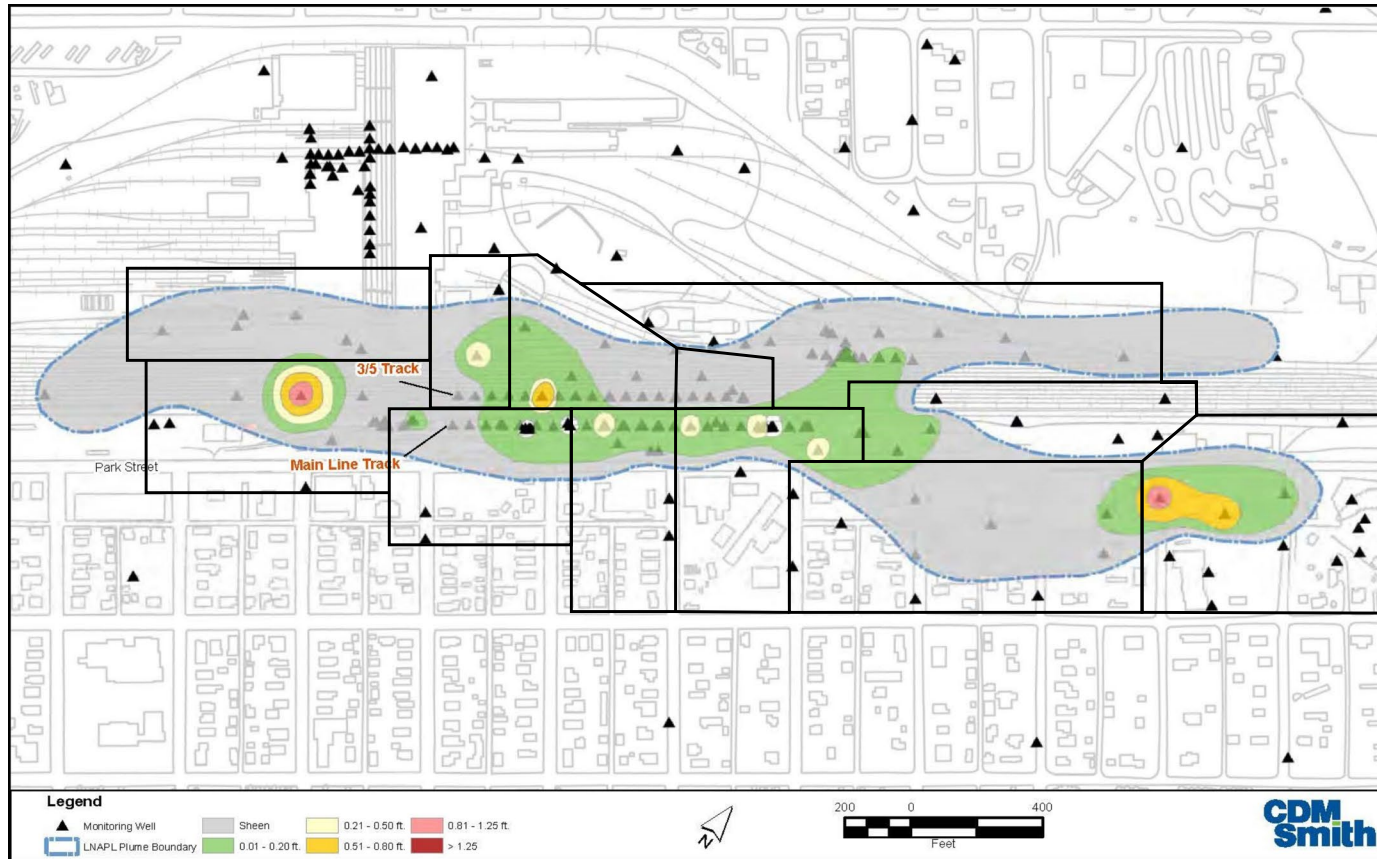 3/5 Track
Main Line Track
Park Street
Legend
Monitoring Well
LNAPL Plume Boundary
Sheen
0.01 - 0.20 ft.
0.21 - 0.50 ft.
0.51 - 0.80 ft.
0.81 - 1.25 ft.
> 1.25
N
200 0 400
Feet
CDM
Smith